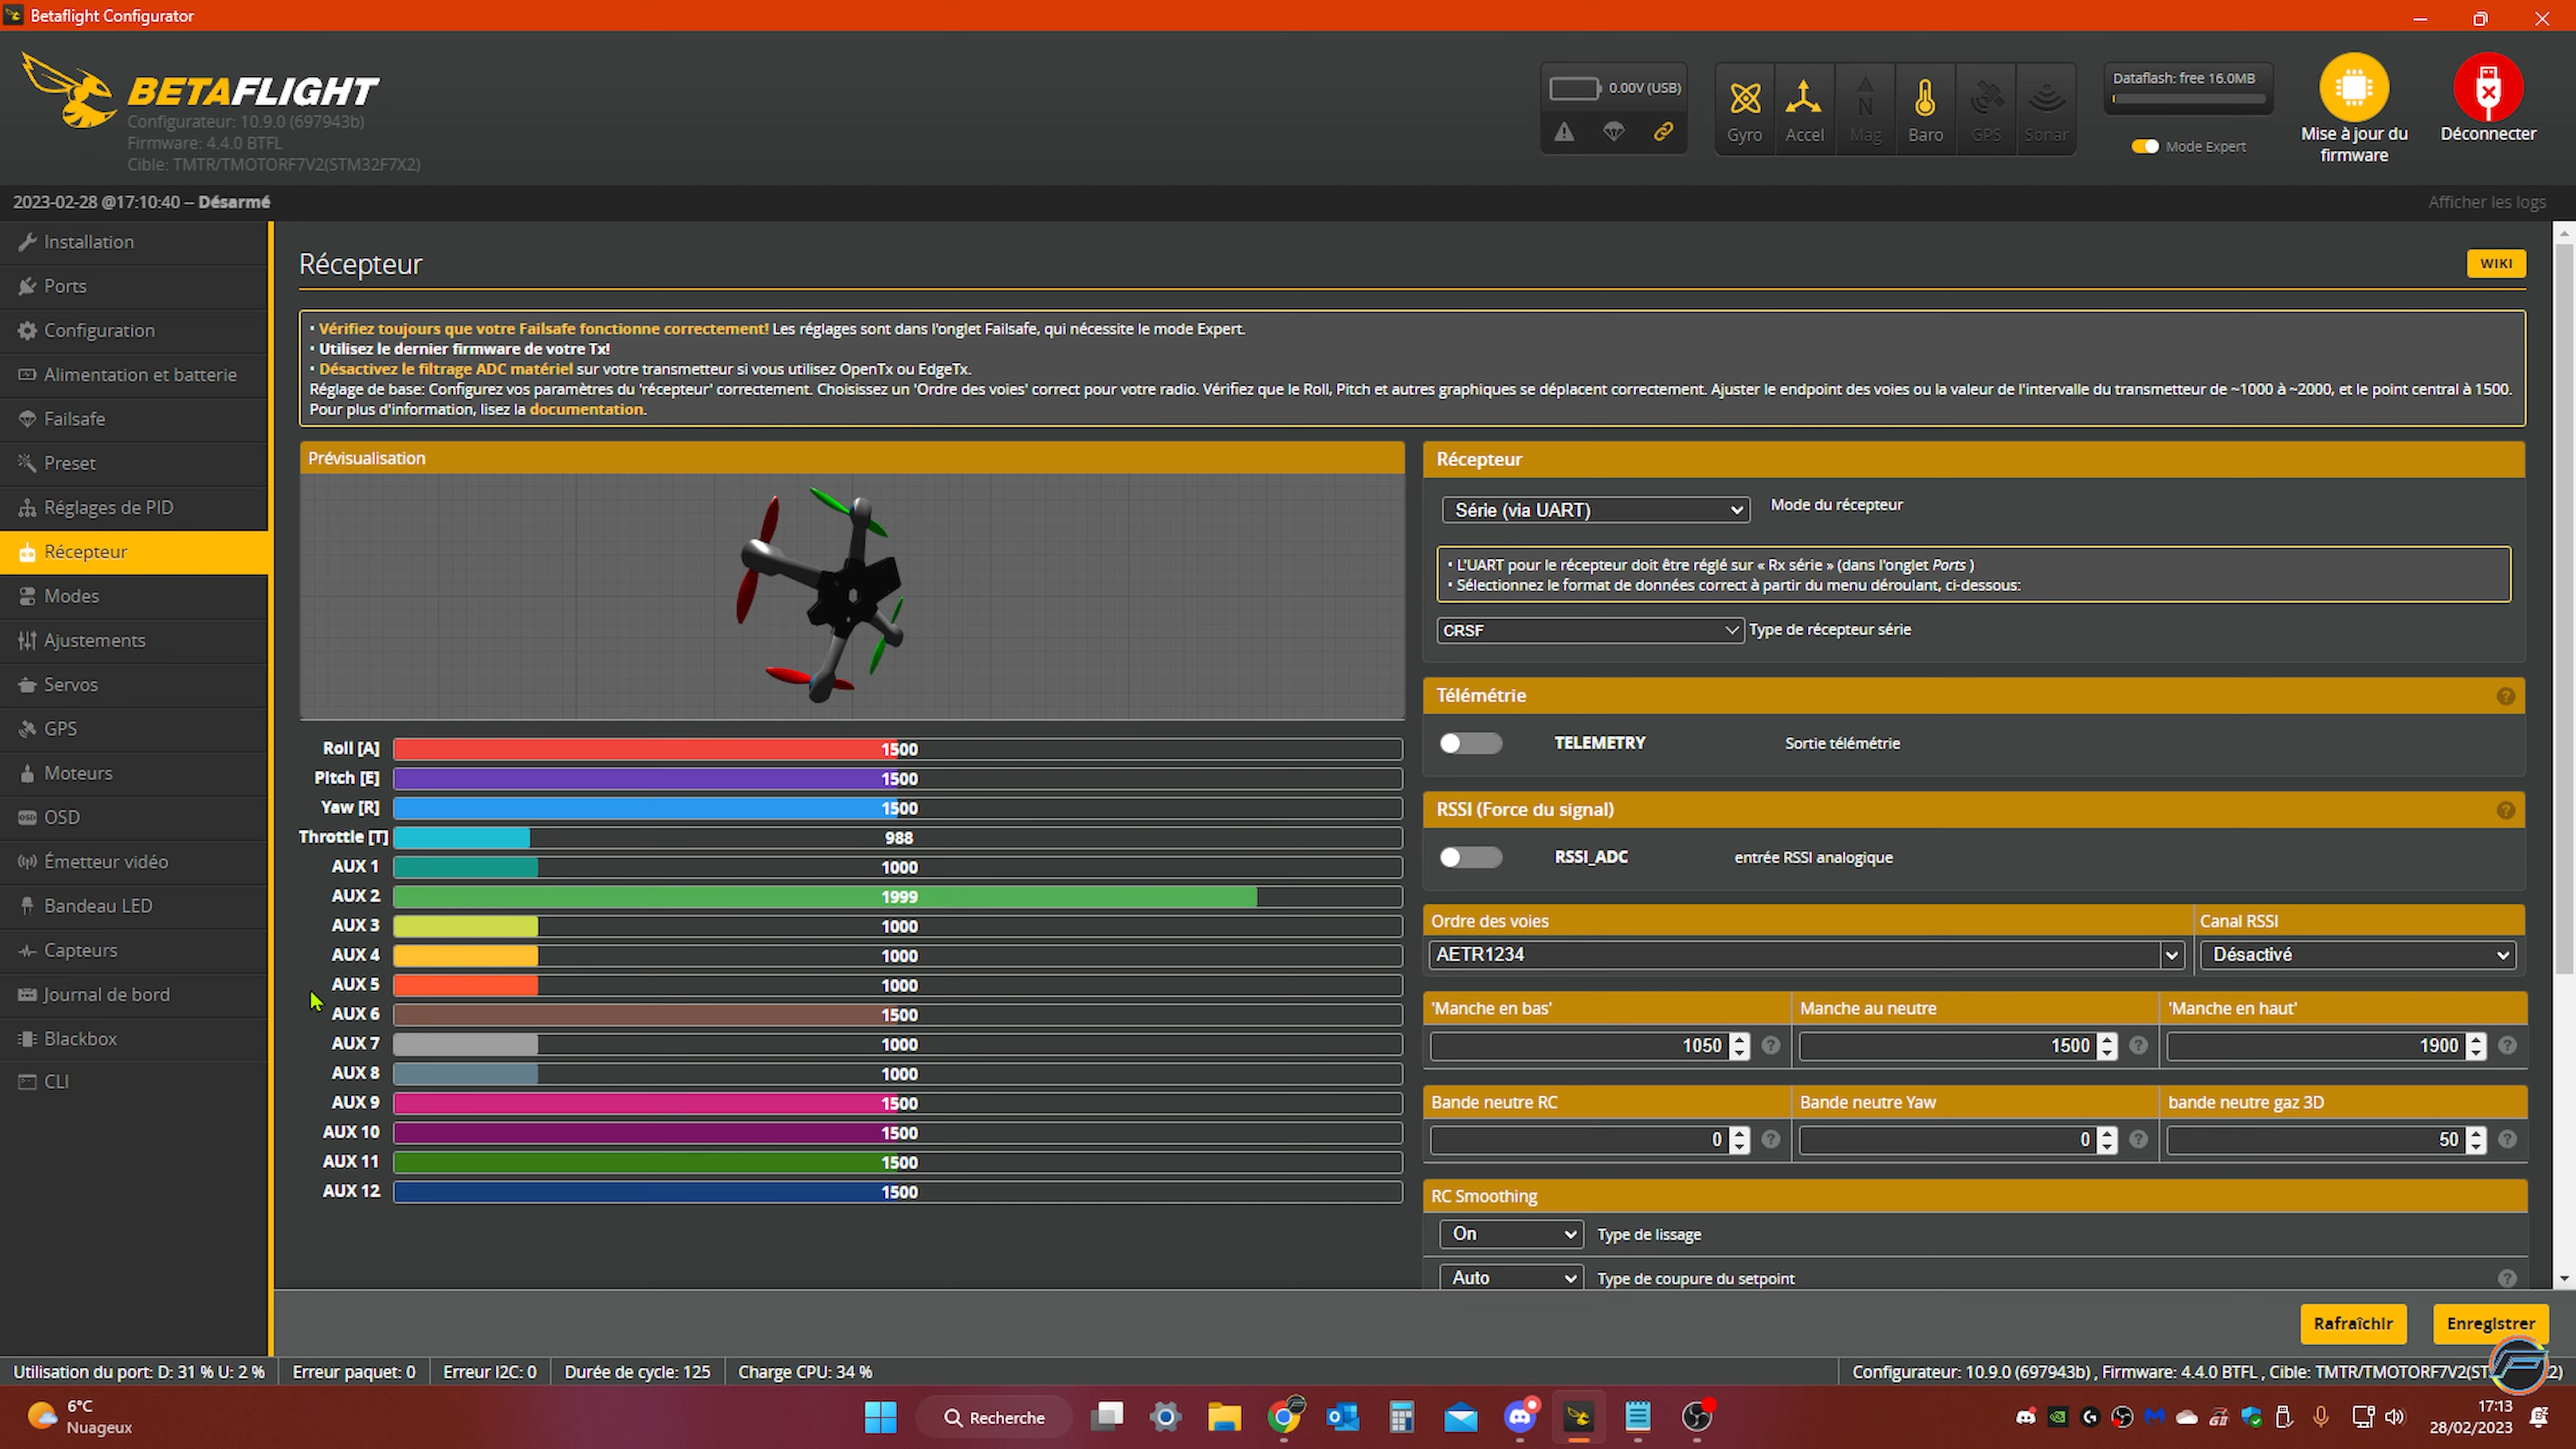 Betaflight Configurator
BETAFLIGHT
Configurateur: 10.9.0 (697943b)
Firmware: 4.4.0 BTFL
Cible: TMTR/TMOTORF7V2(STM32F7X2)
0.00V (USB)
Gyro
Accel
Mag
Baro
GPS
Sonar
Dataflash: free 16.0MB
Mode Expert
Mise à jour du
firmware
Déconnecter
2023-02-28 @17:10:40 -- Désarmé
Afficher les logs
Installation
Ports
Configuration
Alimentation et batterie
Failsafe
Preset
Réglages de PID
Récepteur
Modes
Ajustements
Servos
GPS
Moteurs
OSD
Émetteur vidéo
Bandeau LED
Capteurs
Journal de bord
Blackbox
CLI
Récepteur
WIKI
• Vérifiez toujours que votre Failsafe fonctionne correctement! Les réglages sont dans l'onglet Failsafe, qui nécessite le mode Expert.
• Utilisez le dernier firmware de votre Tx!
• Désactivez le filtrage ADC matériel sur votre transmetteur si vous utilisez OpenTx ou EdgeTx.
Réglage de base: Configurez vos paramètres du 'récepteur' correctement. Choisissez un 'Ordre des voies' correct pour votre radio. Vérifiez que le Roll, Pitch et autres graphiques se déplacent correctement. Ajuster le endpoint des voies ou la valeur de l'intervalle du transmetteur de ~1000 à ~2000, et le point central à 1500.
Pour plus d'information, lisez la documentation.
Prévisualisation
Roll [A] 1500
Pitch [E] 1500
Yaw [R] 1500
Throttle [T] 988
AUX 1 1000
AUX 2 1999
AUX 3 1000
AUX 4 1000
AUX 5 1000
AUX 6 1500
AUX 7 1000
AUX 8 1000
AUX 9 1500
AUX 10 1500
AUX 11 1500
AUX 12 1500
Récepteur
Série (via UART) Mode du récepteur
• L'UART pour le récepteur doit être réglé sur « Rx série » (dans l'onglet Ports )
• Sélectionnez le format de données correct à partir du menu déroulant, ci-dessous:
CRSF Type de récepteur série
Télémétrie
TELEMETRY Sortie télémétrie
RSSI (Force du signal)
RSSI_ADC entrée RSSI analogique
Ordre des voies Canal RSSI
AETR1234 Désactivé
'Manche en bas' Manche au neutre 'Manche en haut'
1050 1500 1900
Bande neutre RC Bande neutre Yaw bande neutre gaz 3D
0 0 50
RC Smoothing
On Type de lissage
Auto Type de coupure du setpoint
Rafraîchir
Enregistrer
Utilisation du port: D: 31 % U: 2 % Erreur paquet: 0 Erreur I2C: 0 Durée de cycle: 125 Charge CPU: 34 %
Configurateur: 10.9.0 (697943b) , Firmware: 4.4.0 BTFL , Cible: TMTR/TMOTORF7V2(ST 2)
6°C
Nuageux
Recherche
17:13
28/02/2023